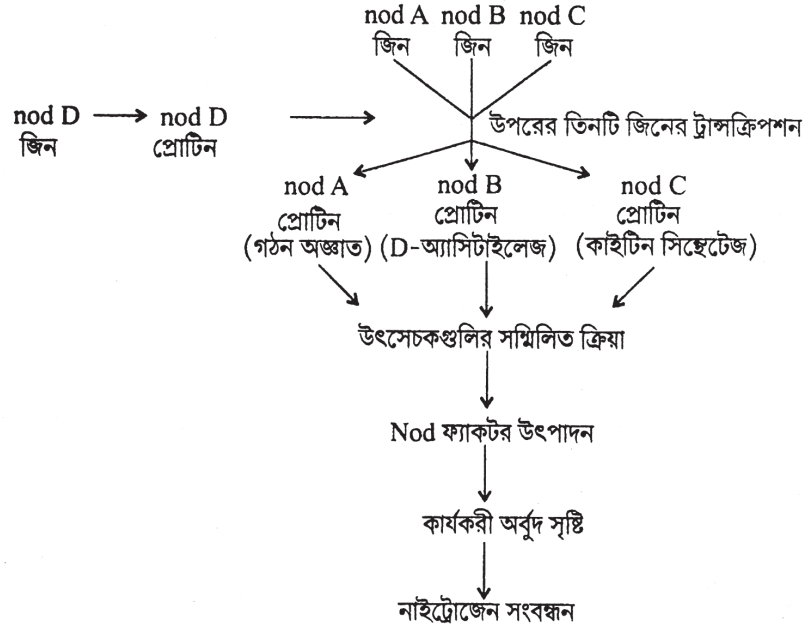 nod A nod B nod C
জিন জিন জিন
nod D nod D
জিন প্রোটিন
উপরের তিনটি জিনের ট্রান্সক্রিপশন
nod A nod B nod C
প্রোটিন প্রোটিন প্রোটিন
(গঠন অজ্ঞাত) (D-অ্যাসিটাইলেজ) (কাইটিন সিন্থেটেজ)
উৎসেচকগুলির সম্মিলিত ক্রিয়া
Nod ফ্যাকটর উৎপাদন
কার্যকরী অর্বুদ সৃষ্টি
নাইট্রোজেন সংবন্ধন